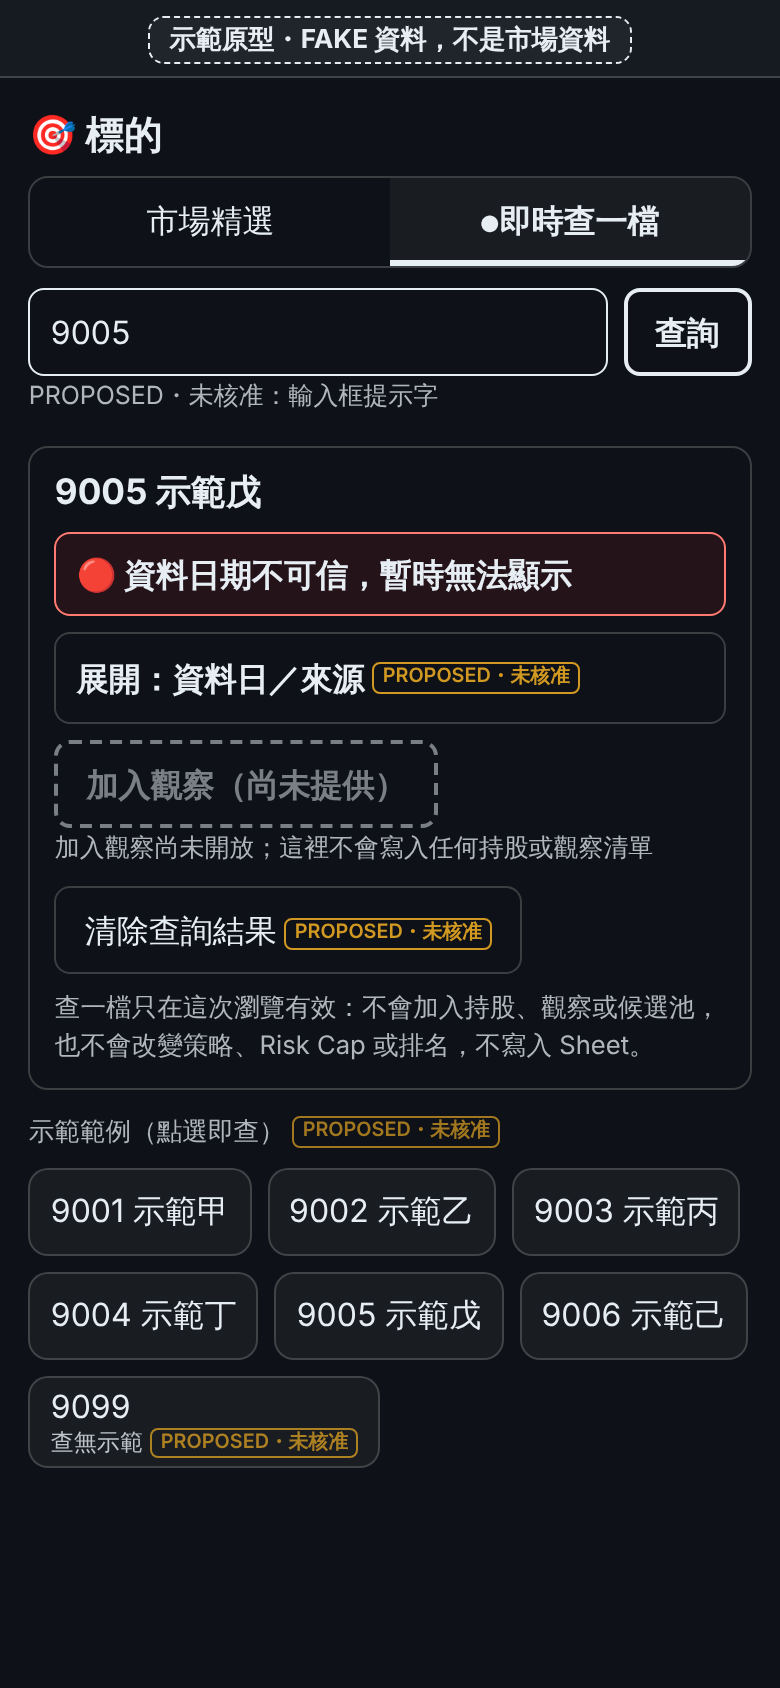 示範原型・FAKE 資料，不是市場資料
🎯 標的
市場精選
●即時查一檔
9005
查詢
PROPOSED・未核准：輸入框提示字
9005 示範戊
🔴 資料日期不可信，暫時無法顯示
展開：資料日／來源 PROPOSED・未核准
加入觀察（尚未提供）
加入觀察尚未開放；這裡不會寫入任何持股或觀察清單
清除查詢結果 PROPOSED・未核准
查一檔只在這次瀏覽有效：不會加入持股、觀察或候選池，
也不會改變策略、Risk Cap 或排名，不寫入 Sheet。
示範範例（點選即查） PROPOSED・未核准
9001 示範甲
9002 示範乙
9003 示範丙
9004 示範丁
9005 示範戊
9006 示範己
9099
查無示範 PROPOSED・未核准